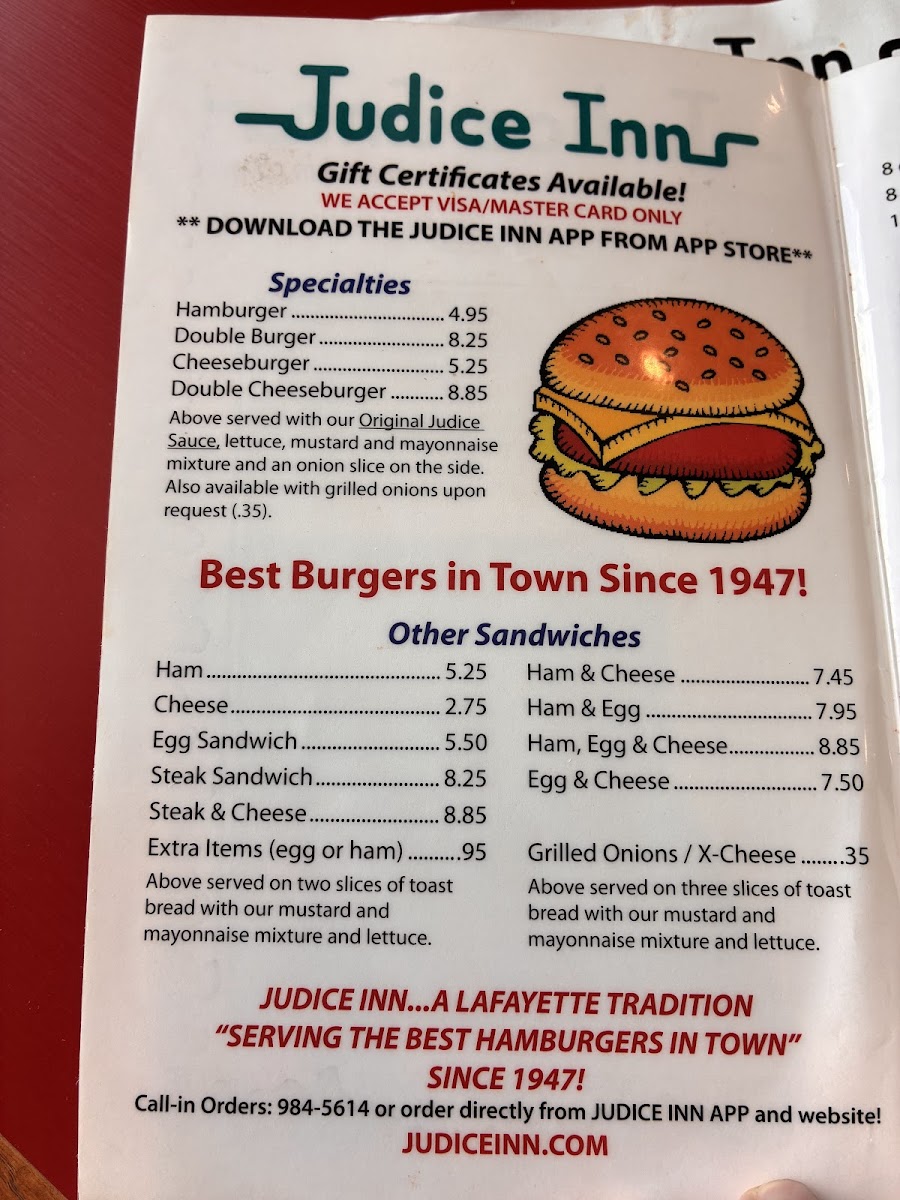 Judice Inn
Gift Certificates Available!
WE ACCEPT VISA/MASTER CARD ONLY
** DOWNLOAD THE JUDICE INN APP FROM APP STORE**
Specialties
Hamburger ............................ 4.95
Double Burger ....................... 8.25
Cheeseburger ........................ 5.25
Double Cheeseburger .......... 8.85
Above served with our Original Judice
Sauce, lettuce, mustard and mayonnaise
mixture and an onion slice on the side.
Also available with grilled onions upon
request (.35).
Best Burgers in Town Since 1947!
Other Sandwiches
Ham ........................................ 5.25
Cheese .................................... 2.75
Egg Sandwich ........................ 5.50
Steak Sandwich ..................... 8.25
Steak & Cheese ...................... 8.85
Extra Items (egg or ham) ..........95
Above served on two slices of toast
bread with our mustard and
mayonnaise mixture and lettuce.
Ham & Cheese ......................... 7.45
Ham & Egg ................................ 7.95
Ham, Egg & Cheese ................ 8.85
Egg & Cheese ........................... 7.50
Grilled Onions / X-Cheese ........35
Above served on three slices of toast
bread with our mustard and
mayonnaise mixture and lettuce.
JUDICE INN...A LAFAYETTE TRADITION
“SERVING THE BEST HAMBURGERS IN TOWN”
SINCE 1947!
Call-in Orders: 984-5614 or order directly from JUDICE INN APP and website!
JUDICEINN.COM